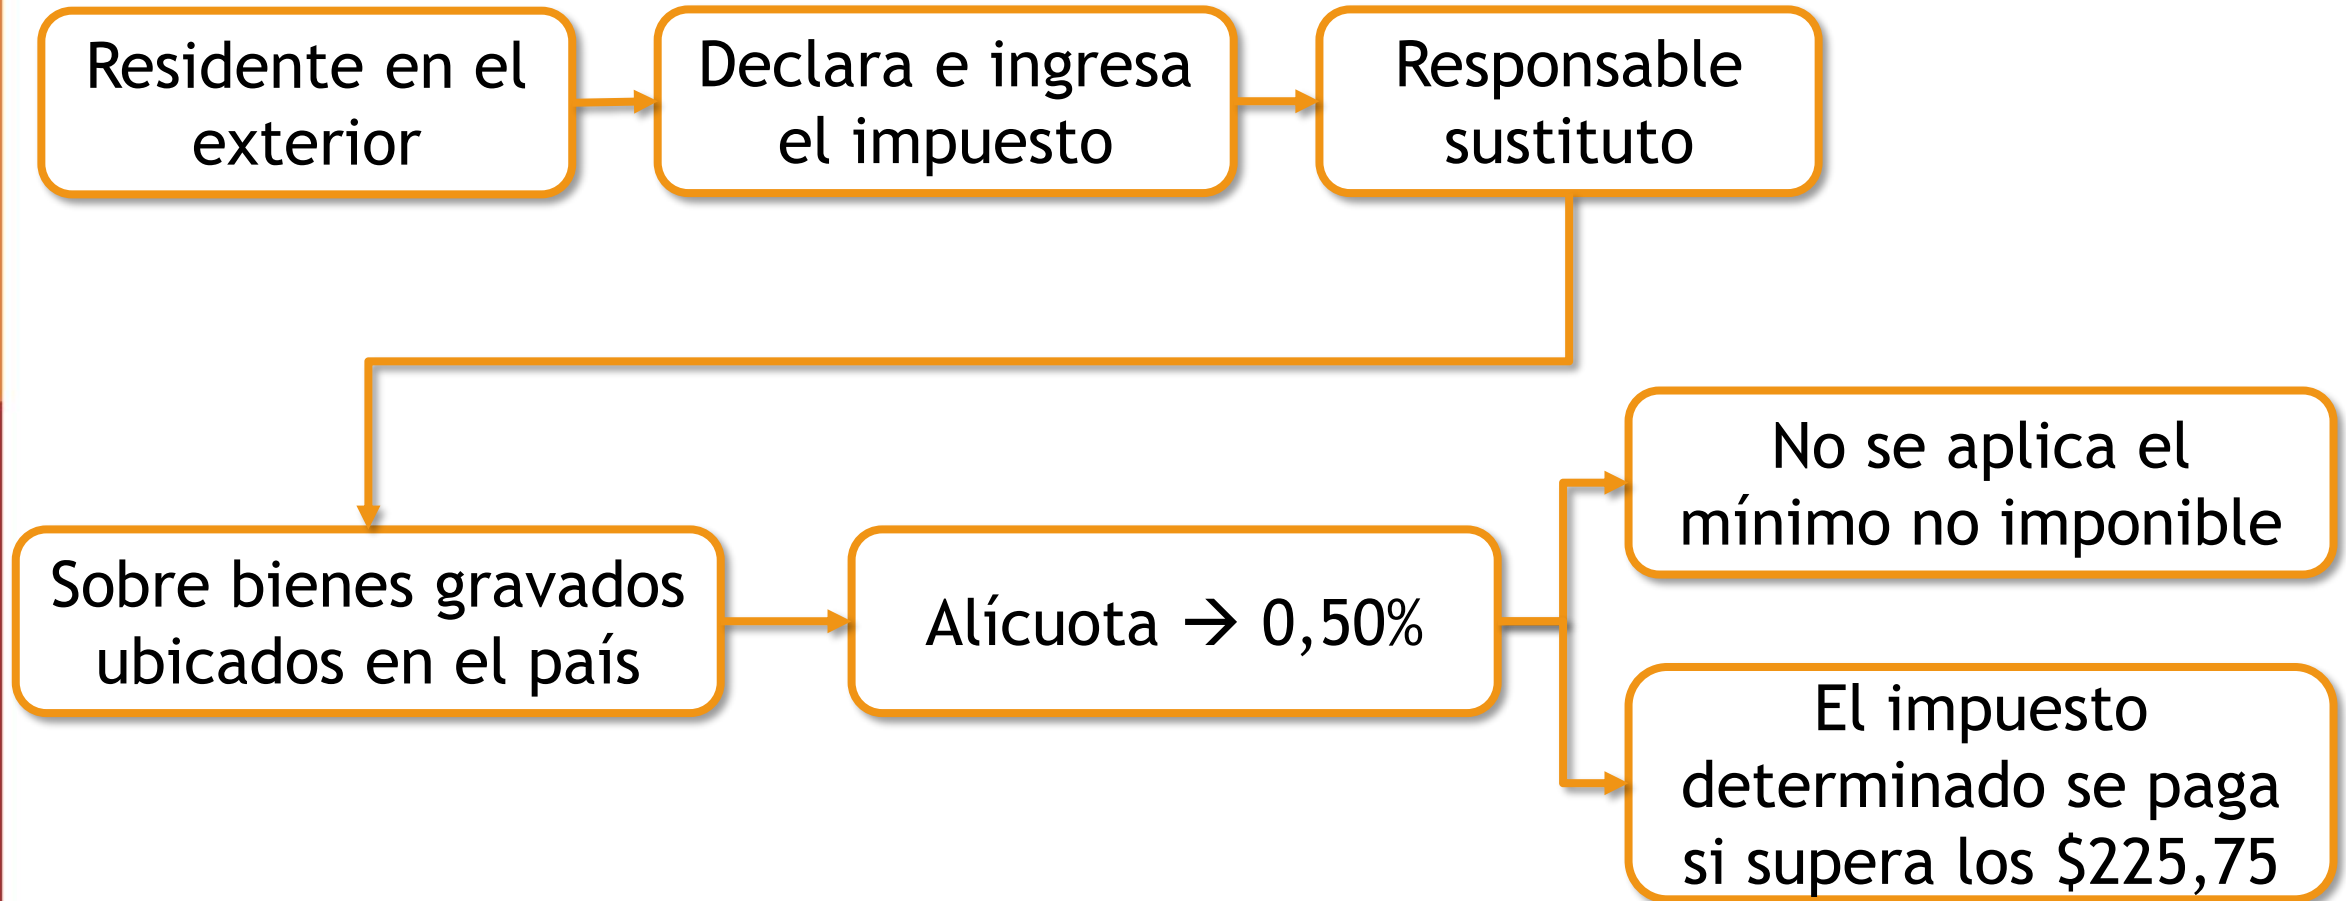 Residente en el
exterior
Declara e ingresa
el impuesto
Responsable
sustituto
Sobre bienes gravados
ubicados en el país
Alícuota → 0,50%
No se aplica el
mínimo no imponible
El impuesto
determinado se paga
si supera los $225,75